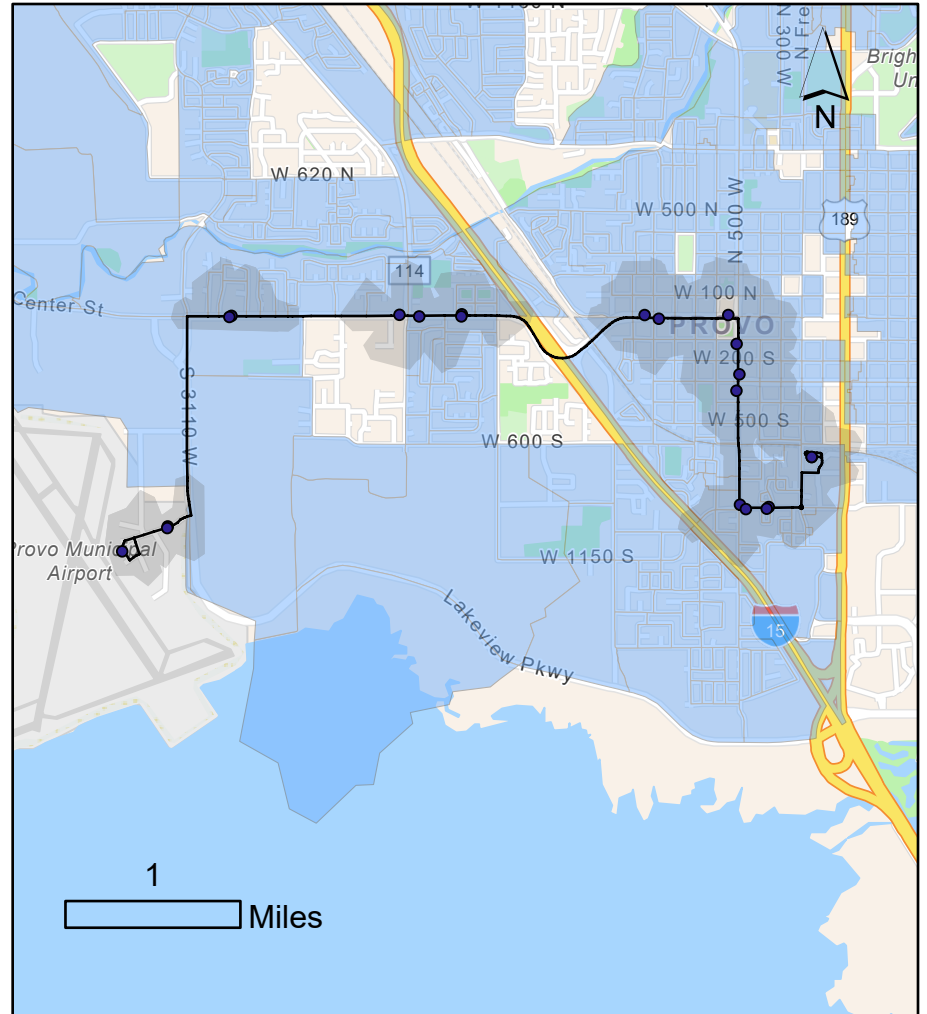 W 1150 N
N 300 W
N Fre
Brigh
Un
N
W 620 N
W 500 N
N 500 W
189
114
Center St
W 100 N
PROVO
W 200 S
S 3110 W
W 500 S
W 600 S
Provo Municipal
Airport
W 1150 S
Lakeview Pkwy
15
1
Miles